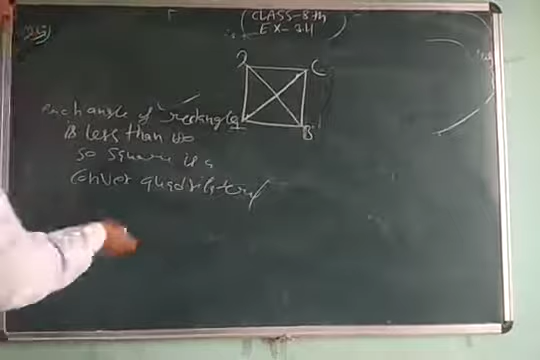 CLASS-8th
EX-3.4
D C
Each angle of rectangle
is less than 180
so square is a
convex quadrilateral
B